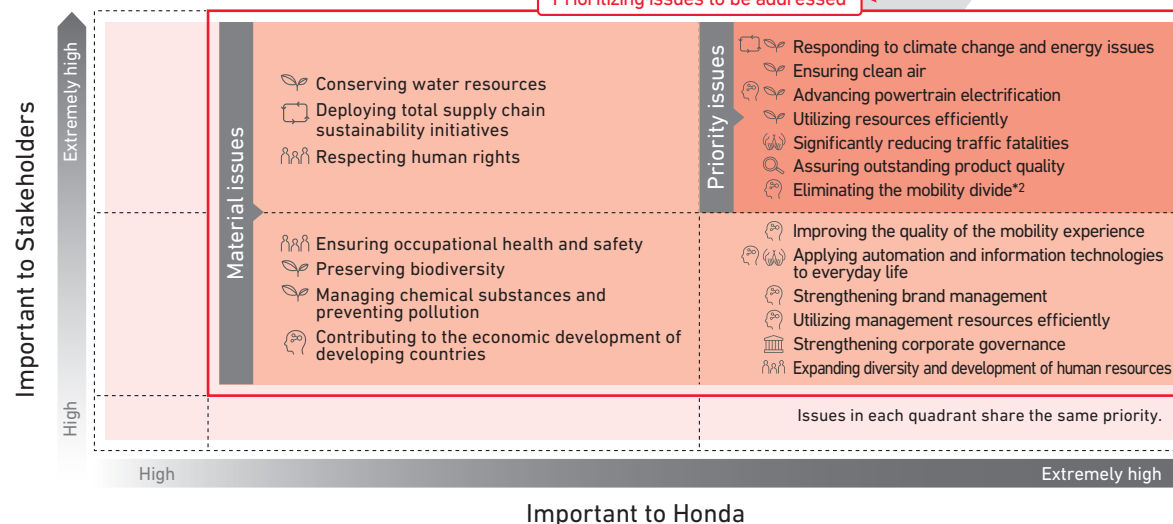 Prioritizing issues to be addressed
Important to Stakeholders
Extremely high
High
Material issues
Conserving water resources
Deploying total supply chain
sustainability initiatives
Respecting human rights
Priority issues
Responding to climate change and energy issues
Ensuring clean air
Advancing powertrain electrification
Utilizing resources efficiently
Significantly reducing traffic fatalities
Assuring outstanding product quality
Eliminating the mobility divide*2
Ensuring occupational health and safety
Preserving biodiversity
Managing chemical substances and
preventing pollution
Contributing to the economic development of
developing countries
Improving the quality of the mobility experience
Applying automation and information technologies
to everyday life
Strengthening brand management
Utilizing management resources efficiently
Strengthening corporate governance
Expanding diversity and development of human resources
Issues in each quadrant share the same priority.
High
Extremely high
Important to Honda